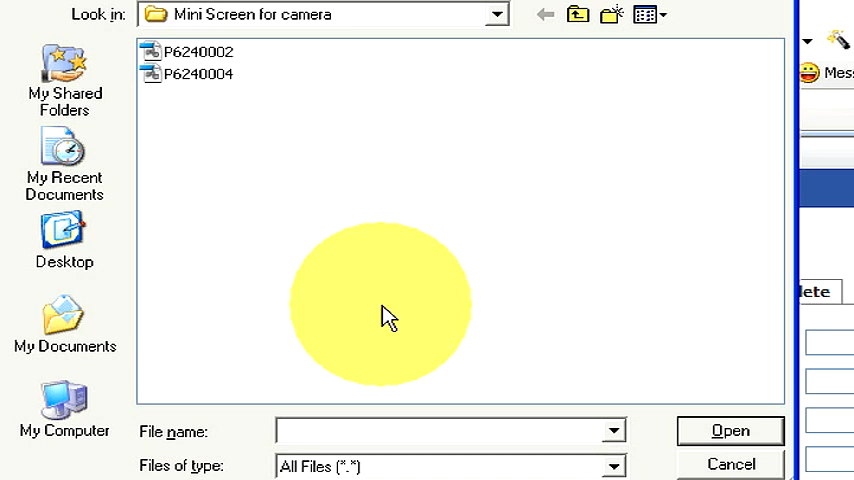 Look in: Mini Screen for camera
Mess
P6240002
P6240004
My Shared
Folders
My Recent
Documents
Desktop
lete
My Documents
My Computer
File name:
Open
Files of type: All Files (*.*)
Cancel